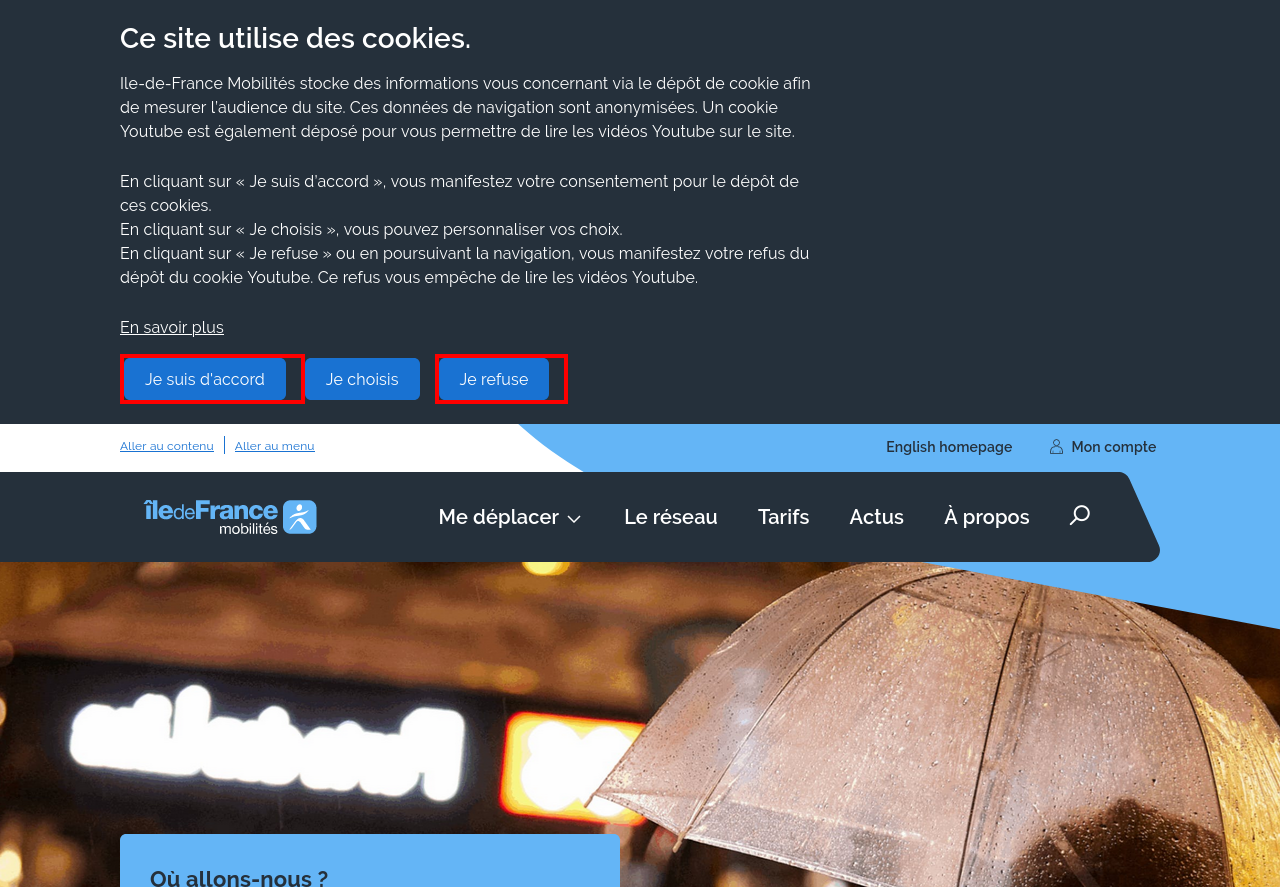 Ce site utilise des cookies.
Ile-de-France Mobilités stocke des informations vous concernant via le dépôt de cookie afin
de mesurer l’audience du site. Ces données de navigation sont anonymisées. Un cookie
Youtube est également déposé pour vous permettre de lire les vidéos Youtube sur le site.
En cliquant sur « Je suis d’accord », vous manifestez votre consentement pour le dépôt de
ces cookies.
En cliquant sur « Je choisis », vous pouvez personnaliser vos choix.
En cliquant sur « Je refuse » ou en poursuivant la navigation, vous manifestez votre refus du
dépôt du cookie Youtube. Ce refus vous empêche de lire les vidéos Youtube.
En savoir plus
Je suis d’accord Je choisis Je refuse
Aller au contenu Aller au menu English homepage Mon compte
îledeFrance
mobilités
Me déplacer Le réseau Tarifs Actus À propos
Où allons-nous ?